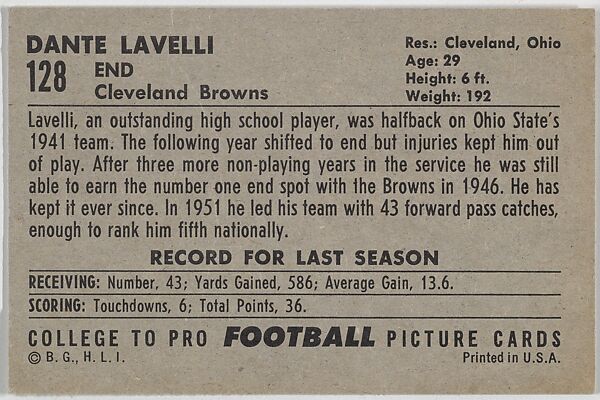 DANTE LAVELLI
128 END
Cleveland Browns
Res.: Cleveland, Ohio
Age: 29
Height: 6 ft.
Weight: 192
Lavelli, an outstanding high school player, was halfback on Ohio State's
1941 team. The following year shifted to end but injuries kept him out
of play. After three more non-playing years in the service he was still
able to earn the number one end spot with the Browns in 1946. He has
kept it ever since. In 1951 he led his team with 43 forward pass catches,
enough to rank him fifth nationally.
RECORD FOR LAST SEASON
RECEIVING: Number, 43; Yards Gained, 586; Average Gain, 13.6.
SCORING: Touchdowns, 6; Total Points, 36.
COLLEGE TO PRO FOOTBALL PICTURE CARDS
© B. G., H. L. I.
Printed in U.S.A.